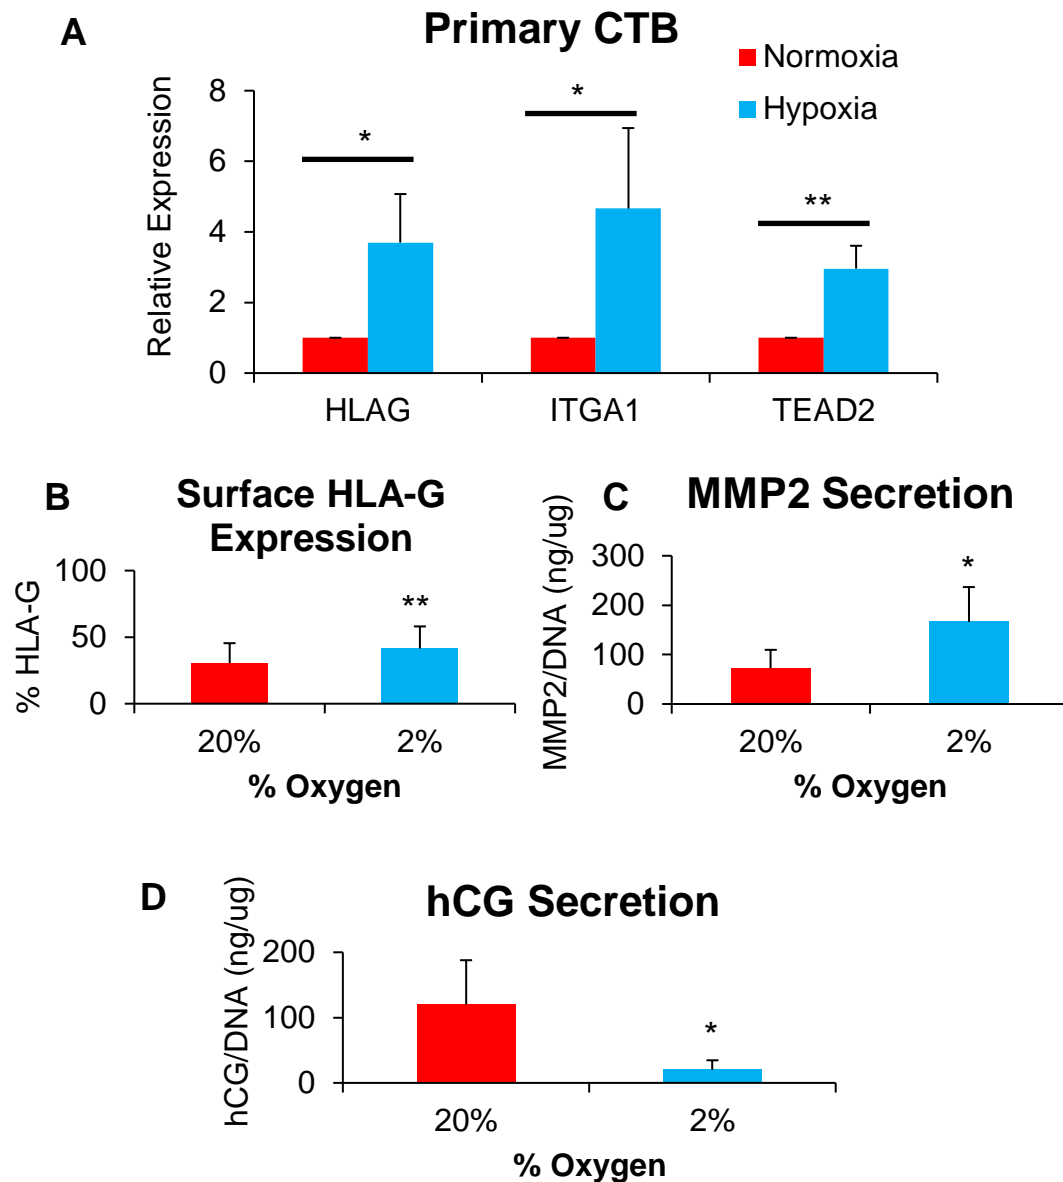 A
Primary CTB
Normoxia
Hypoxia
Relative Expression
8
6
4
2
0
*
*
**
HLAG
ITGA1
TEAD2
B
Surface HLA-G
Expression
% HLA-G
100
50
0
**
20%
2%
% Oxygen
C
MMP2 Secretion
MMP2/DNA (ng/ug)
300
200
100
0
*
20%
2%
% Oxygen
D
hCG Secretion
hCG/DNA (ng/ug)
200
100
0
*
20%
2%
% Oxygen